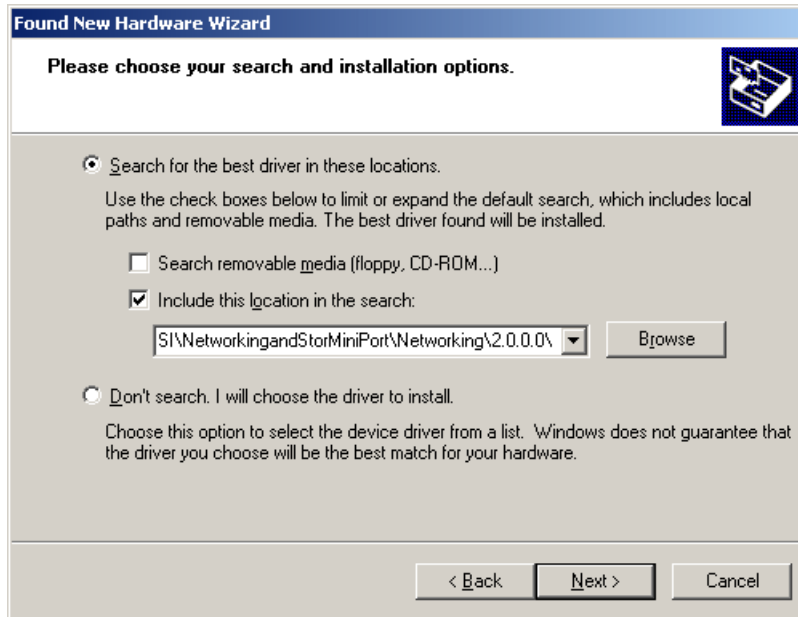 Found New Hardware Wizard
Please choose your search and installation options.
Search for the best driver in these locations.
Use the check boxes below to limit or expand the default search, which includes local
paths and removable media. The best driver found will be installed.
Search removable media (floppy, CD-ROM...)
Include this location in the search:
SI\NetworkingandStorMiniPort\Networking\2.0.0.0\
Browse
Don't search. I will choose the driver to install.
Choose this option to select the device driver from a list. Windows does not guarantee that
the driver you choose will be the best match for your hardware.
< Back
Next >
Cancel